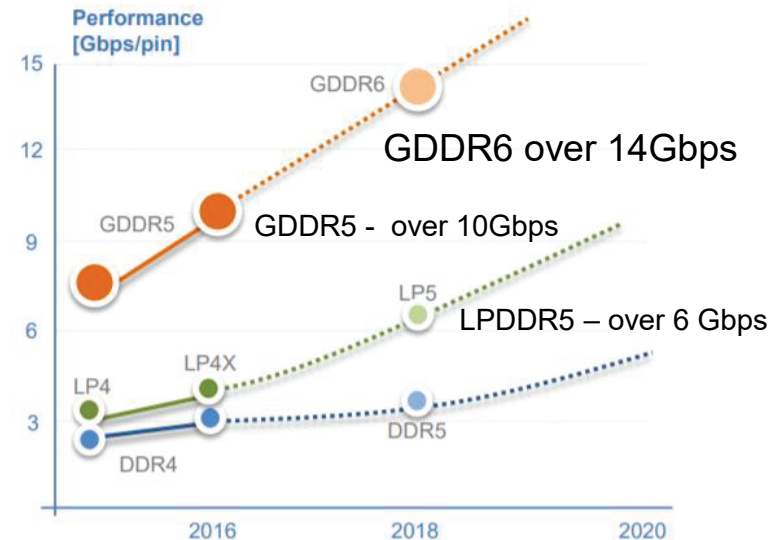 Performance
[Gbps/pin]
15
GDDR6
12
GDDR6 over 14Gbps
GDDR5
GDDR5 - over 10Gbps
9
LP5
LPDDR5 – over 6 Gbps
6
LP4X
LP4
3
DDR5
DDR4
2016
2018
2020